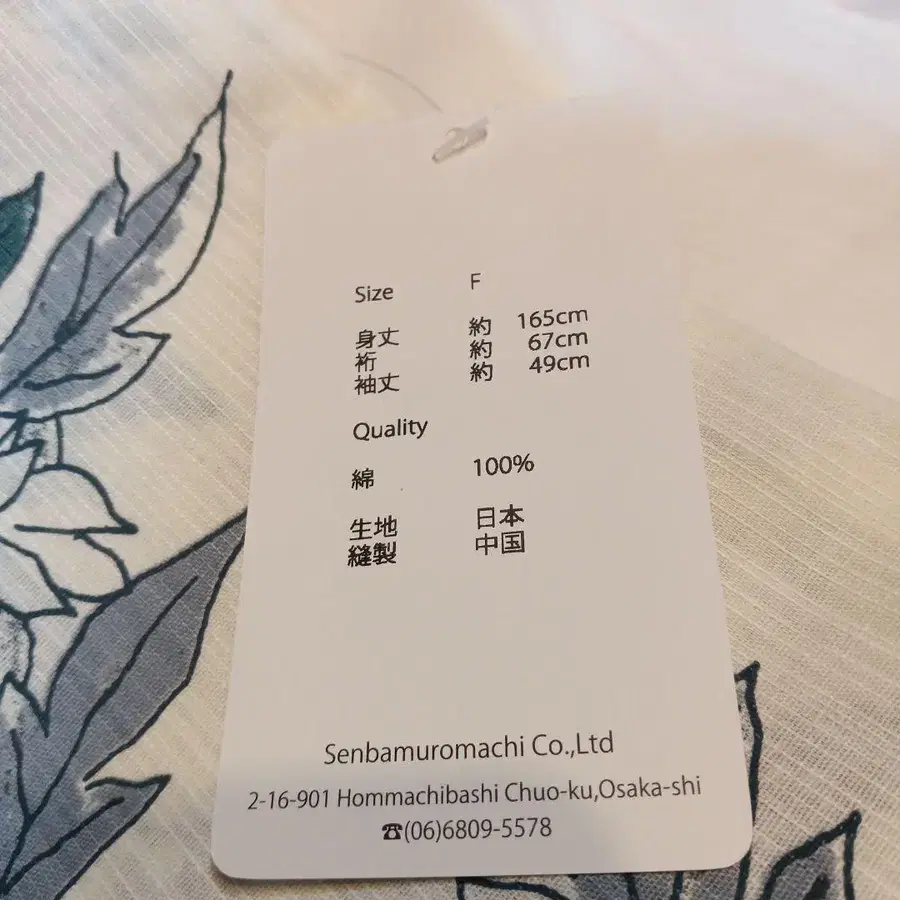 Size F
身丈 約 165cm
裄 約 67cm
袖丈 約 49cm
Quality
綿 100%
生地 日本
縫製 中国
Senbamuromachi Co.,Ltd
2-16-901 Hommachibashi Chuo-ku,Osaka-shi
☎(06)6809-5578